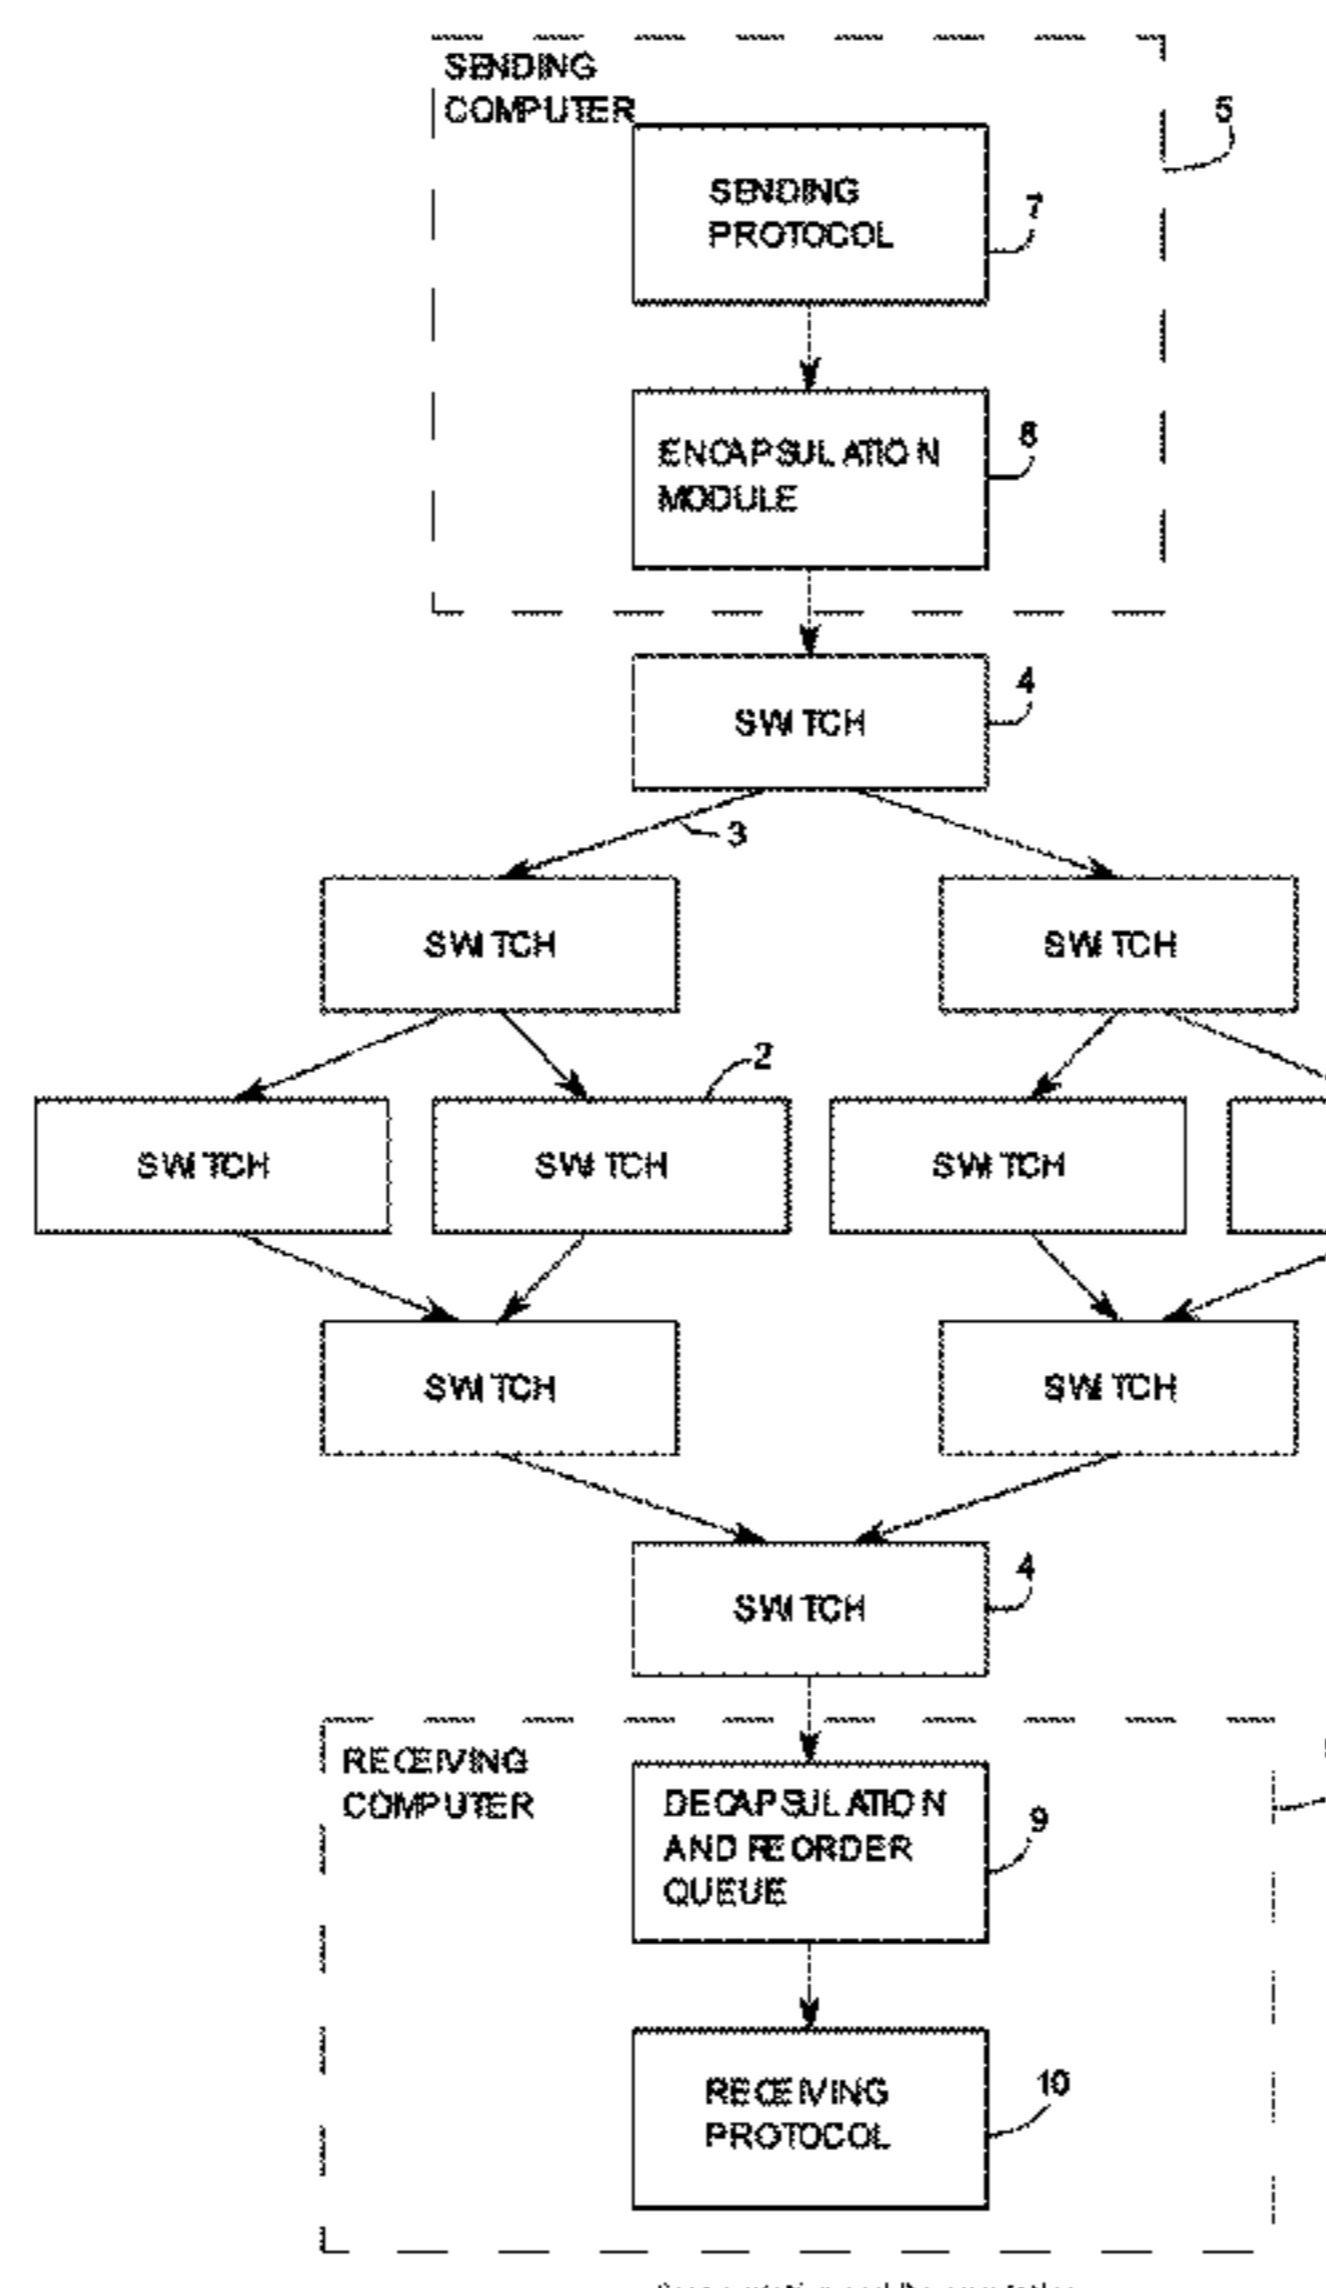 SENDING
COMPUTER
5
SENDING
PROTOCOL
7
ENCAPSULATION
MODULE
8
SWITCH
4
3
SWITCH
SWITCH
2
SWITCH
SWITCH
SWITCH
SWITCH
SWITCH
SWITCH
4
RECEIVING
COMPUTER
DECAPSULATION
AND REORDER
QUEUE
9
RECEIVING
PROTOCOL
10